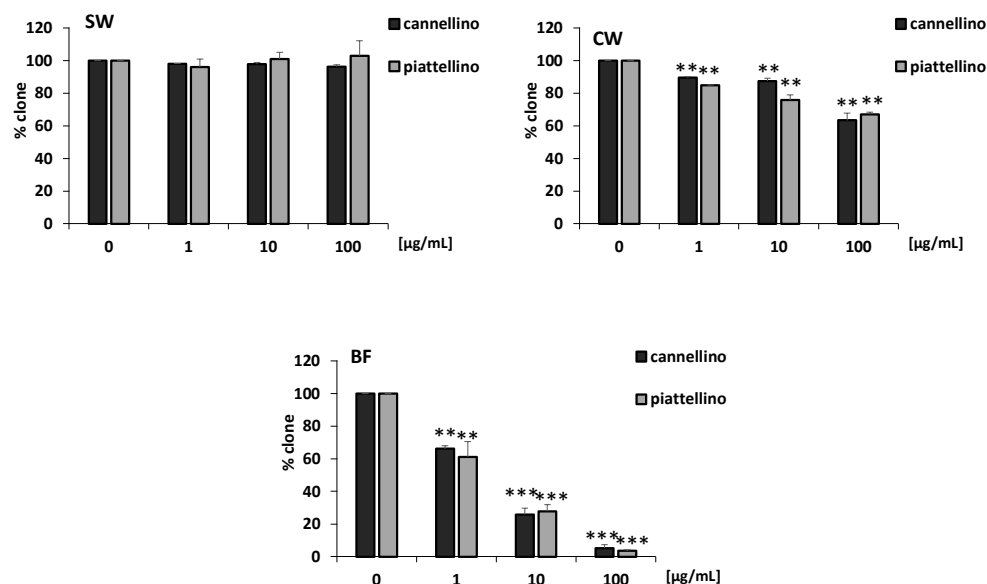 SW
cannellino
piattellino
% clone
120
100
80
60
40
20
0
0 1 10 100 [µg/mL]
CW
cannellino
piattellino
% clone
120
100
80
60
40
20
0
** ** ** ** ** **
0 1 10 100 [µg/mL]
BF
cannellino
piattellino
% clone
120
100
80
60
40
20
0
** ** *** *** *** ***
0 1 10 100 [µg/mL]